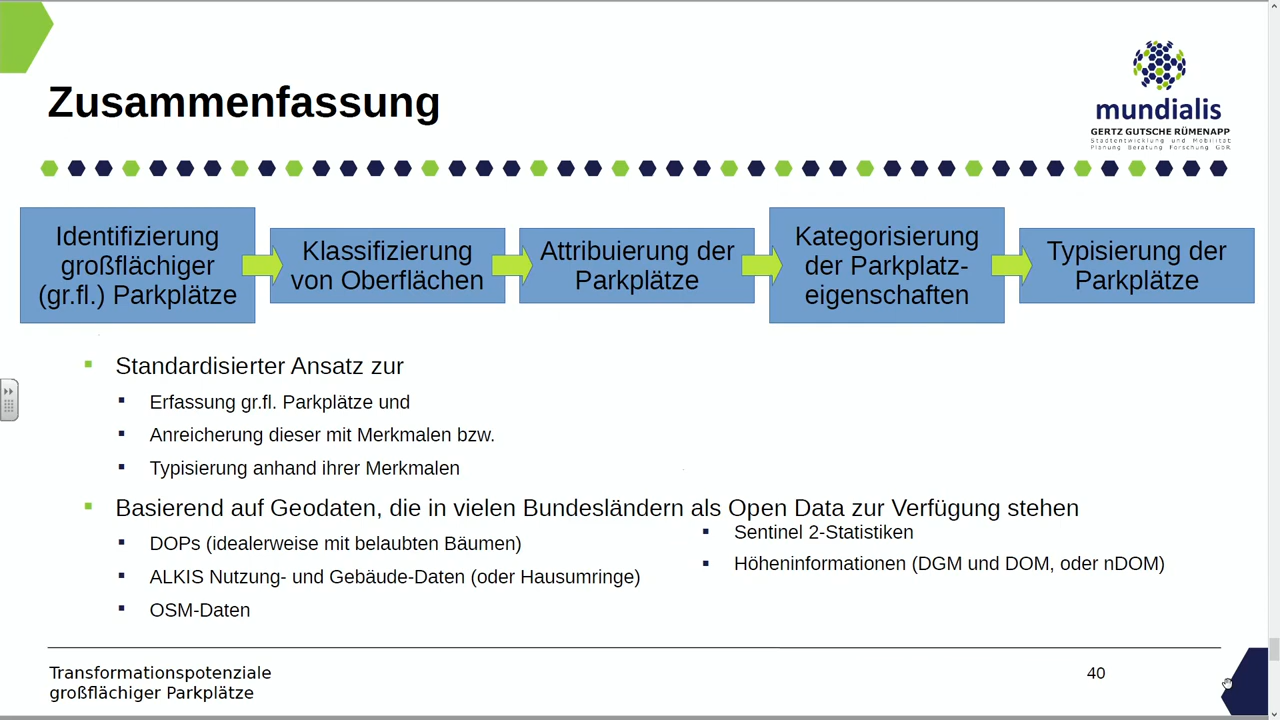 Zusammenfassung
mundialis
GERTZ GUTSCHE RÜMENAPP
Stadtentwicklung und Mobilität
Planung Beratung Forschung GbR
Identifizierung
großflächiger
(gr.fl.) Parkplätze
Klassifizierung
von Oberflächen
Attribuierung der
Parkplätze
Kategorisierung
der Parkplatz-
eigenschaften
Typisierung der
Parkplätze
Standardisierter Ansatz zur
Erfassung gr.fl. Parkplätze und
Anreicherung dieser mit Merkmalen bzw.
Typisierung anhand ihrer Merkmalen
Basierend auf Geodaten, die in vielen Bundesländern als Open Data zur Verfügung stehen
DOPs (idealerweise mit belaubten Bäumen)
ALKIS Nutzung- und Gebäude-Daten (oder Hausumringe)
OSM-Daten
Sentinel 2-Statistiken
Höheninformationen (DGM und DOM, oder nDOM)
Transformationspotenziale
großflächiger Parkplätze
40